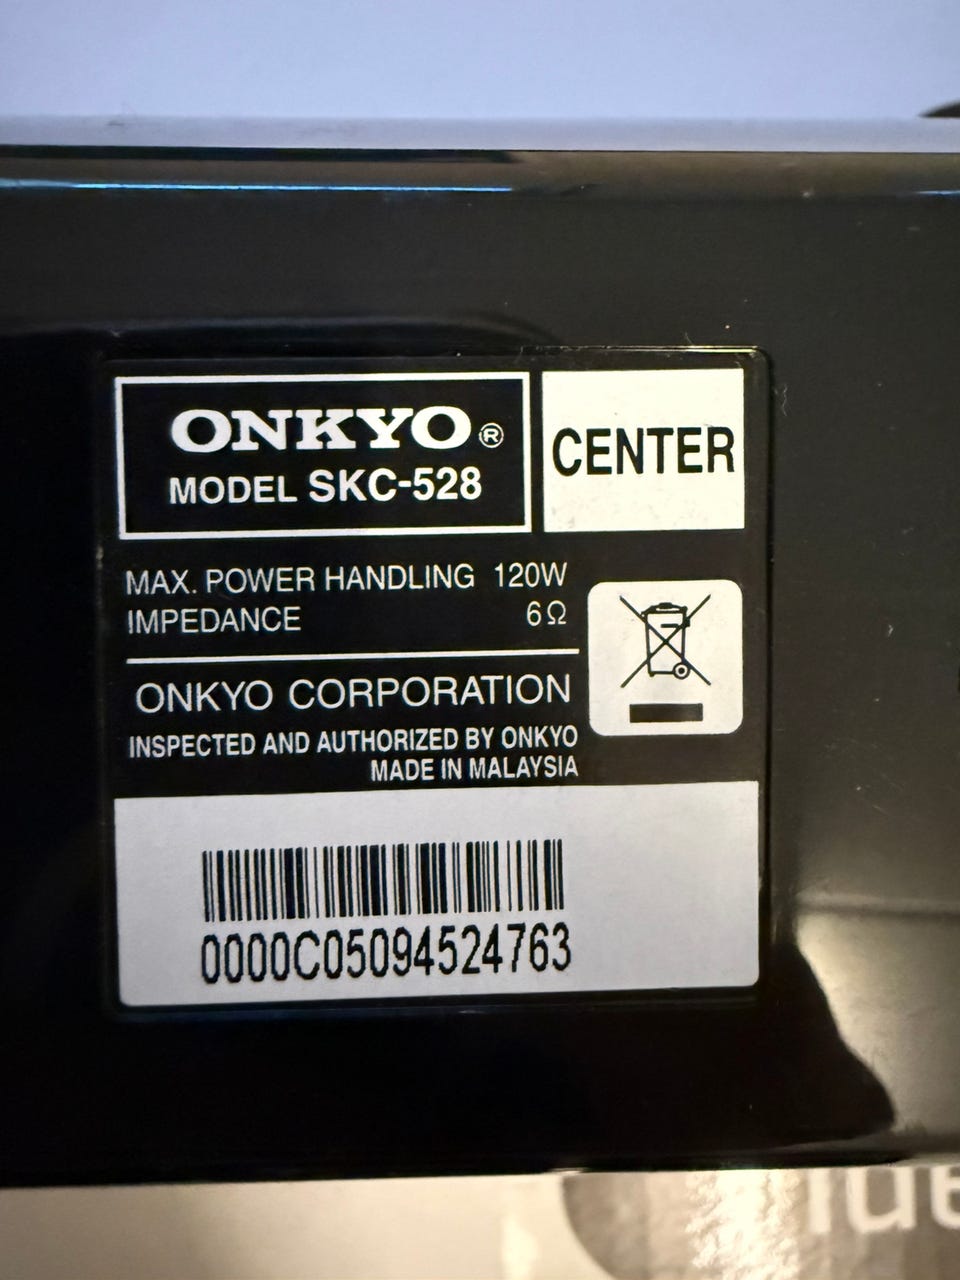 ONKYO®
MODEL SKC-528
CENTER
MAX. POWER HANDLING 120W
IMPEDANCE 6Ω
ONKYO CORPORATION
INSPECTED AND AUTHORIZED BY ONKYO
MADE IN MALAYSIA
0000C05094524763